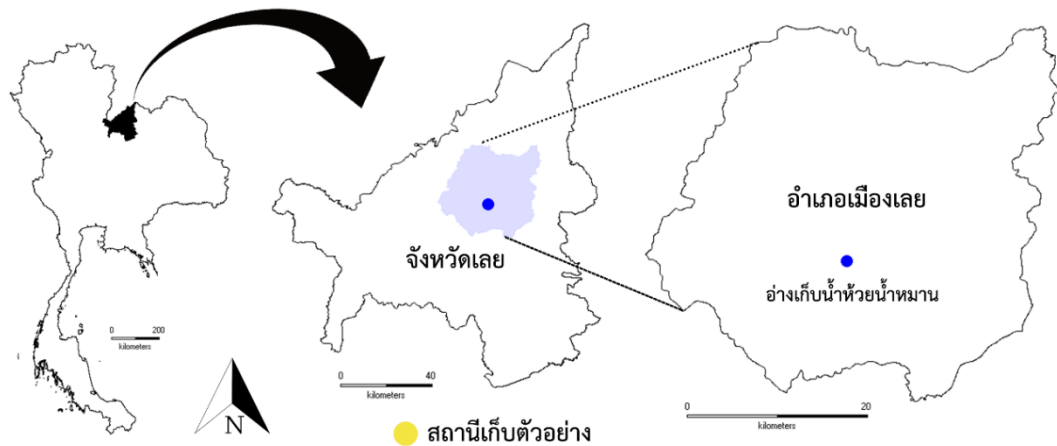 จังหวัดเลย
อำเภอเมืองเลย
อ่างเก็บน้ำห้วยน้ำหมาน
0 200
kilometers
N
0 40
kilometers
0 20
kilometers
สถานีเก็บตัวอย่าง